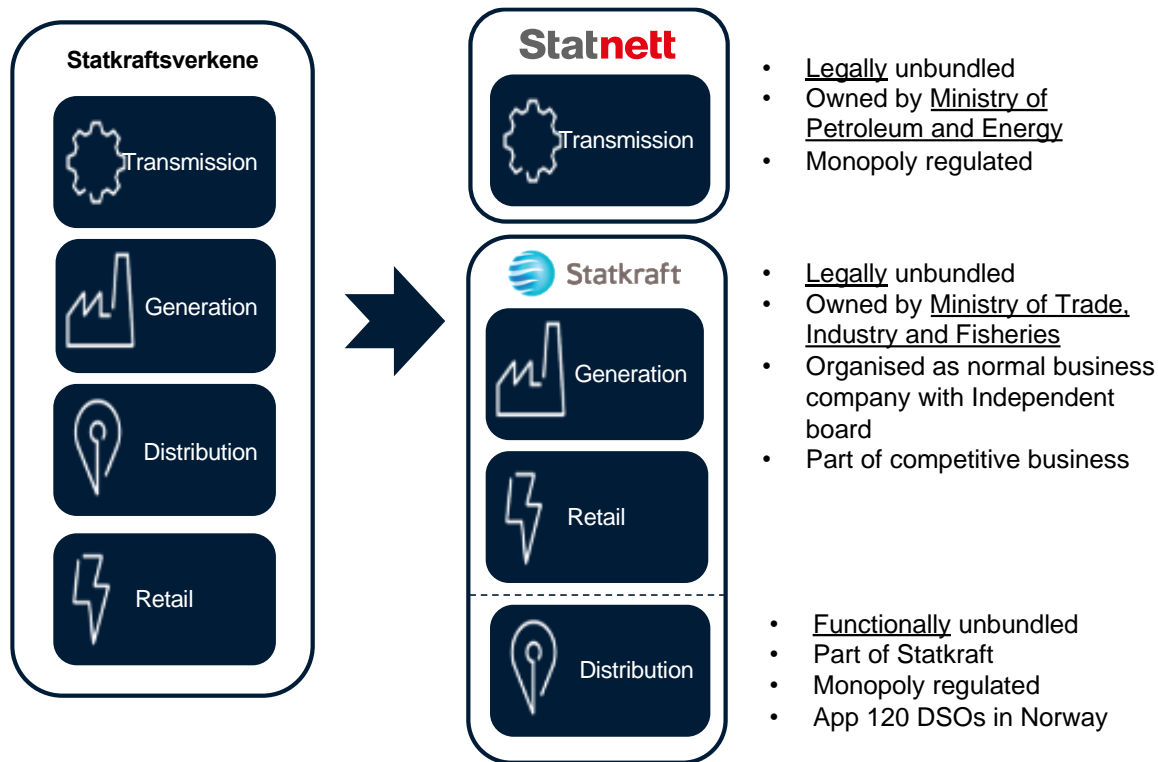 Statkraftsverkene
Transmission
Generation
Distribution
Retail
Statnett
Transmission
• Legally unbundled
• Owned by Ministry of
Petroleum and Energy
• Monopoly regulated
Statkraft
Generation
Retail
• Legally unbundled
• Owned by Ministry of Trade,
Industry and Fisheries
• Organised as normal business
company with Independent
board
• Part of competitive business
Distribution
• Functionally unbundled
• Part of Statkraft
• Monopoly regulated
• App 120 DSOs in Norway